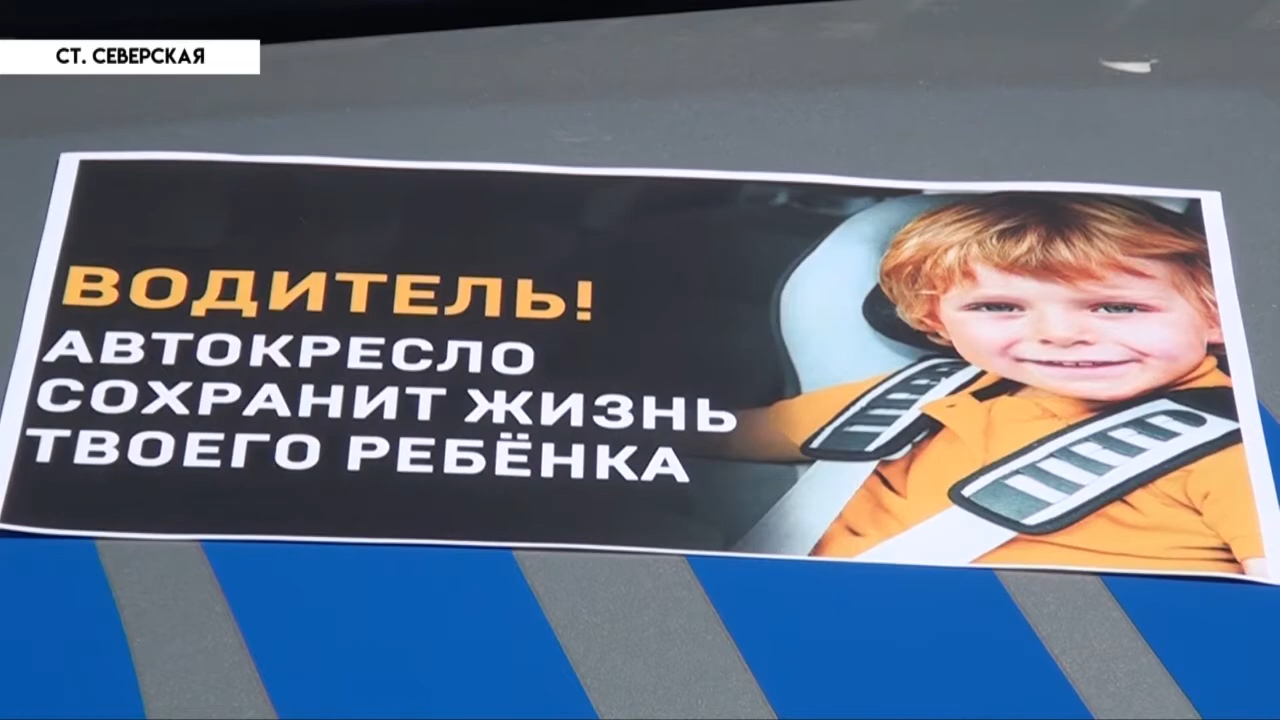 СТ. СЕВЕРСКАЯ
ВОДИТЕЛЬ!
АВТОКРЕСЛО
СОХРАНИТ ЖИЗНЬ
ТВОЕГО РЕБЁНКА